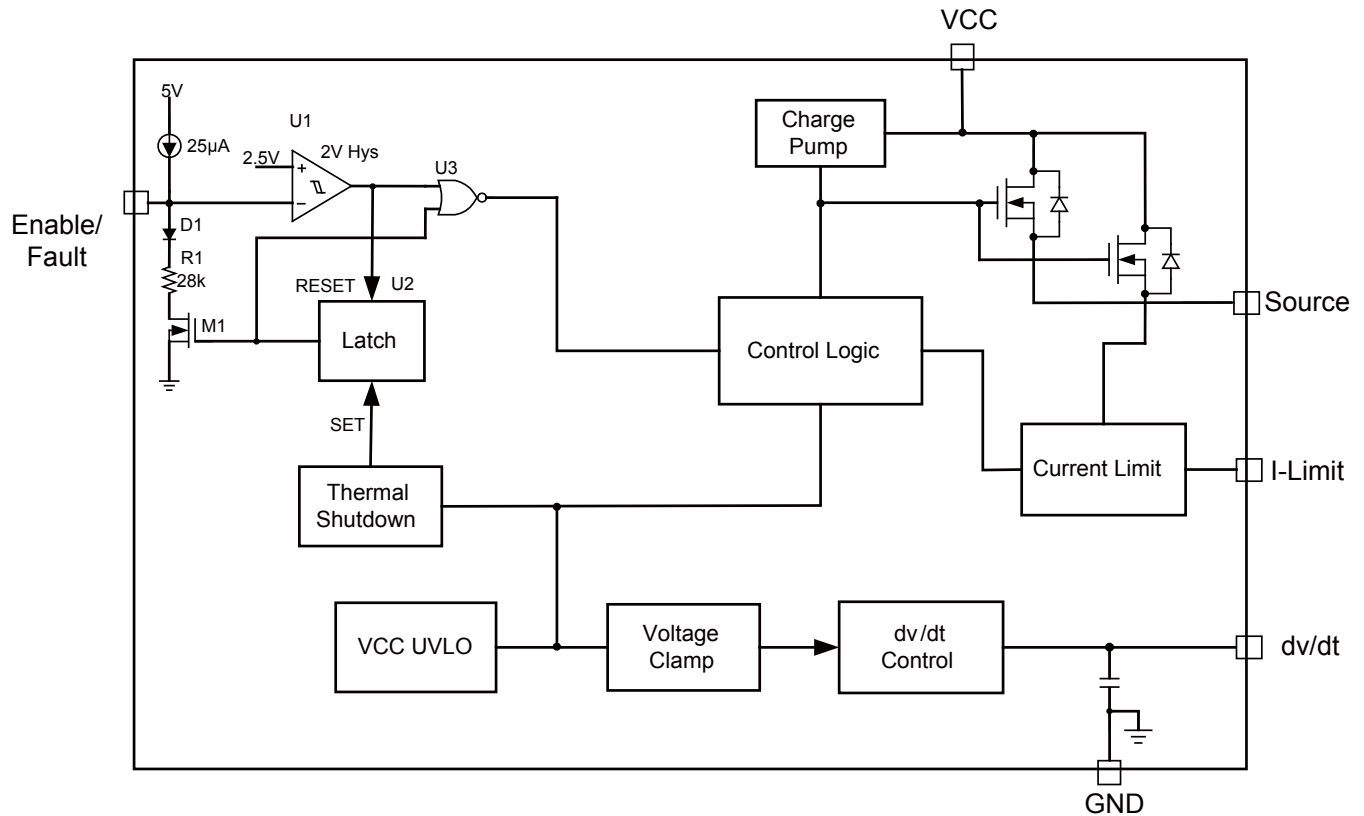 VCC
5V
25µA
U1
2.5V
2V Hys
U3
Charge
Pump
Enable/
Fault
D1
R1
28k
M1
RESET
U2
Latch
SET
Control Logic
Source
Thermal
Shutdown
Current Limit
I-Limit
VCC UVLO
Voltage
Clamp
dv/dt
Control
dv/dt
GND